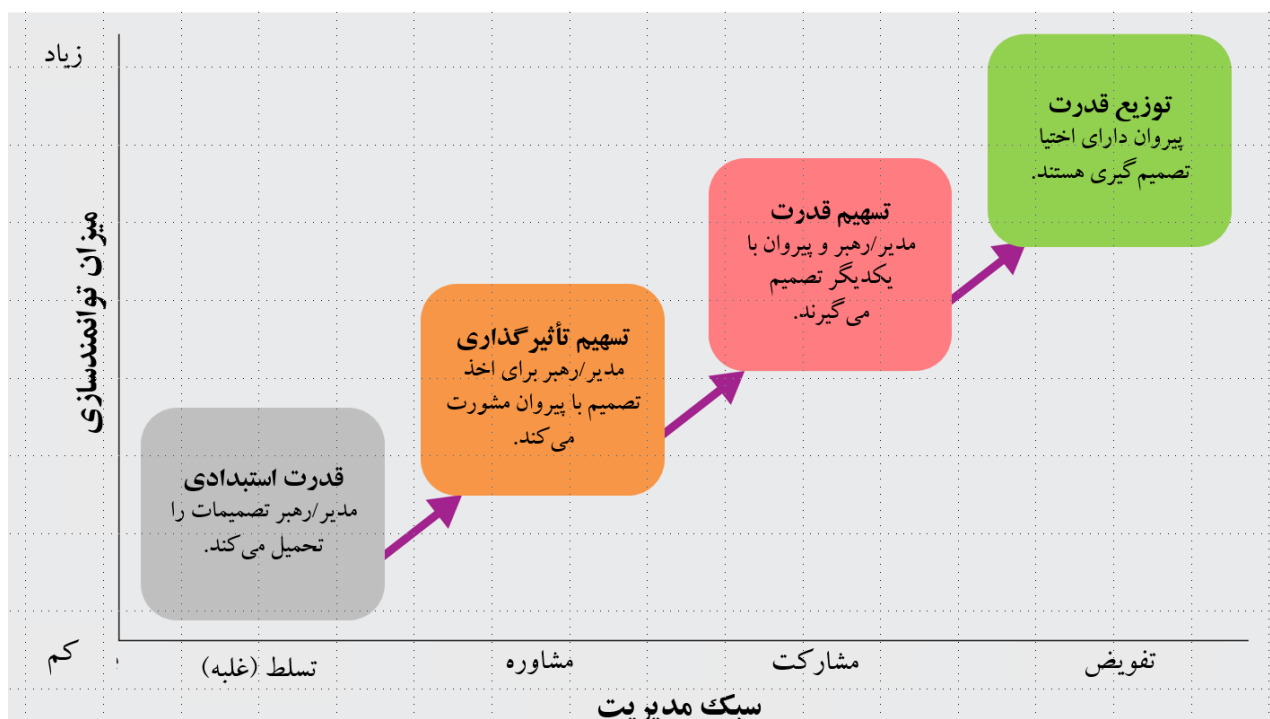 زیاد
توزیع قدرت
پیروان دارای اختیا
تصمیم‌گیری هستند.
تسهیم قدرت
مدیر/رهبر و پیروان با
یکدیگر تصمیم
می‌گیرند.
تسهیم تأثیرگذاری
مدیر/رهبر برای اخذ
تصمیم با پیروان مشورت
می‌کند.
قدرت استبدادی
مدیر/رهبر تصمیمات را
تحمیل می‌کند.
میزان توانمندسازی
کم
تسلط (غلبه)
مشاوره
مشارکت
تفویض
سبک مدیریت